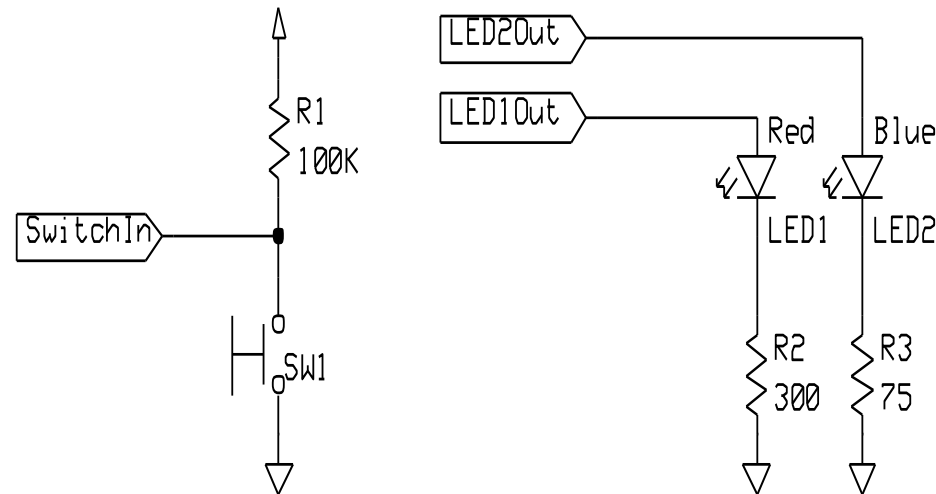 LED2Out
LED1Out
R1
100K
Red
Blue
SwitchIn
LED1
LED2
SW1
R2
300
R3
75